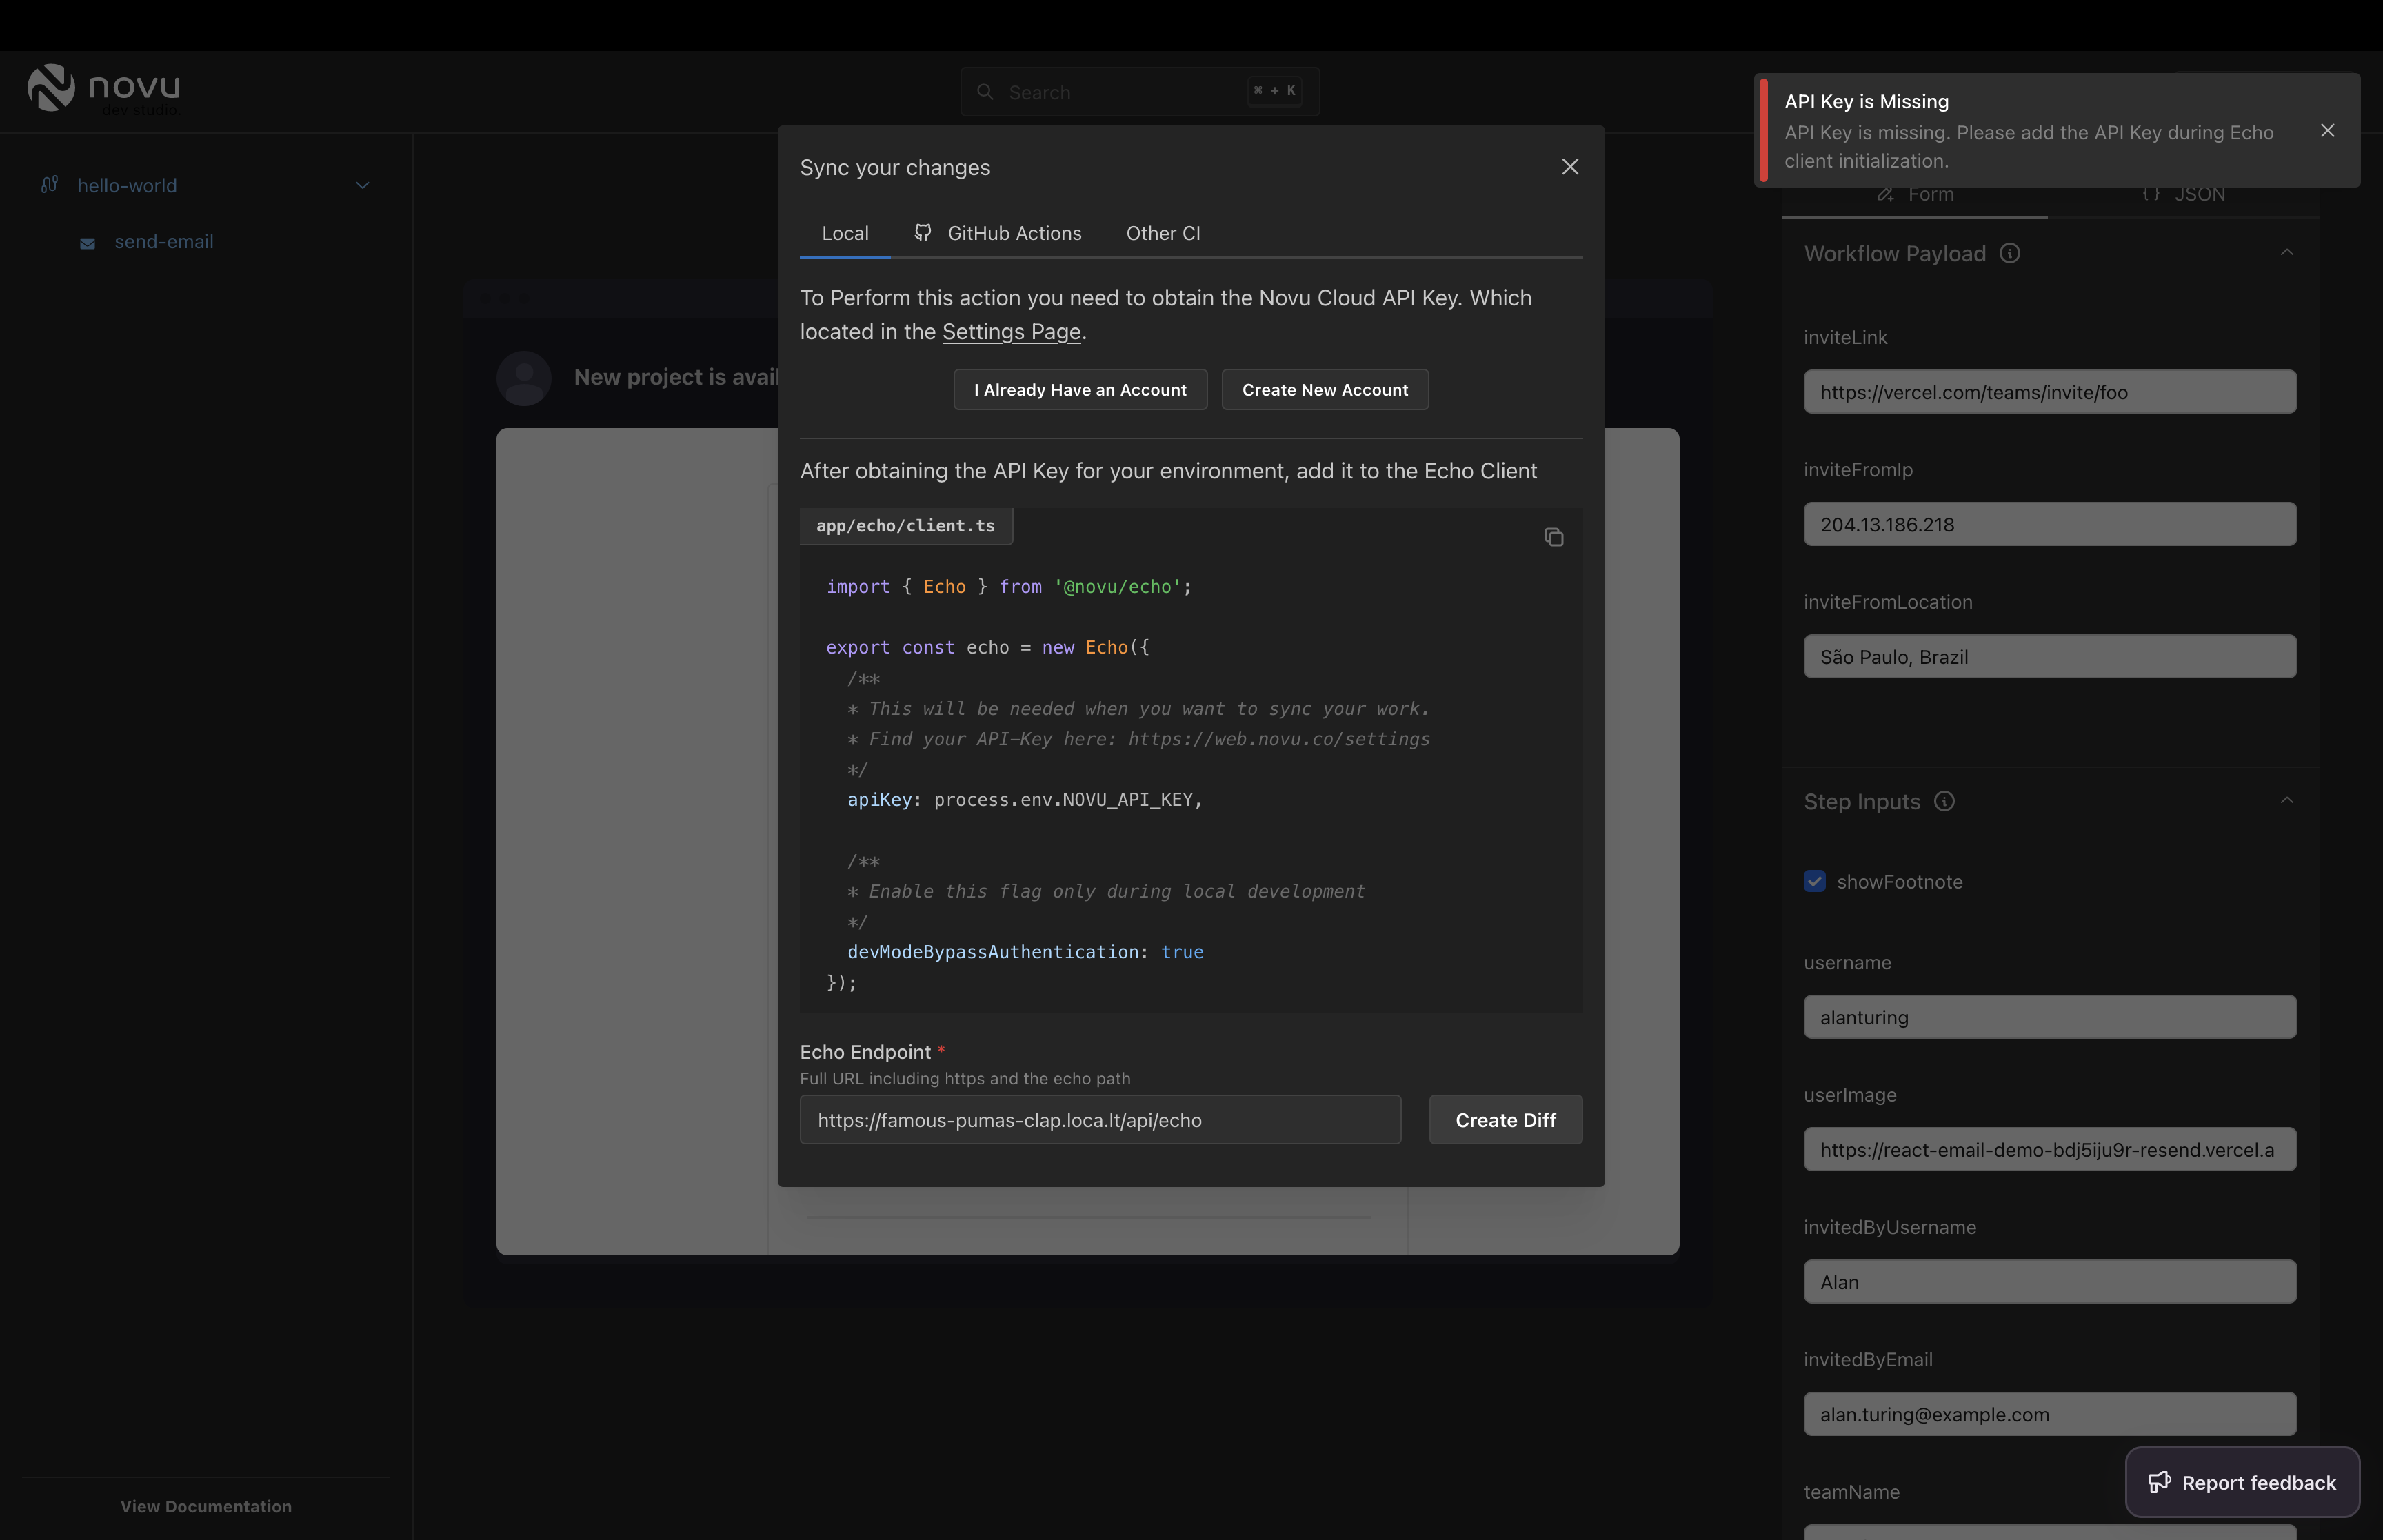 novu
dev studio.
Search
⌘ + K
API Key is Missing
API Key is missing. Please add the API Key during Echo
client initialization.
hello-world
send-email
View Documentation
New project is avail
Sync your changes
Local
GitHub Actions
Other CI
To Perform this action you need to obtain the Novu Cloud API Key. Which
located in the Settings Page.
I Already Have an Account
Create New Account
After obtaining the API Key for your environment, add it to the Echo Client
app/echo/client.ts
import { Echo } from '@novu/echo';
export const echo = new Echo({
/**
* This will be needed when you want to sync your work.
* Find your API-Key here: https://web.novu.co/settings
*/
apiKey: process.env.NOVU_API_KEY,
/**
* Enable this flag only during local development
*/
devModeBypassAuthentication: true
});
Echo Endpoint *
Full URL including https and the echo path
https://famous-pumas-clap.loca.lt/api/echo
Create Diff
Form
{} JSON
Workflow Payload
inviteLink
https://vercel.com/teams/invite/foo
inviteFromIp
204.13.186.218
inviteFromLocation
São Paulo, Brazil
Step Inputs
showFootnote
username
alanturing
userImage
https://react-email-demo-bdj5iju9r-resend.vercel.a
invitedByUsername
Alan
invitedByEmail
alan.turing@example.com
teamName
Report feedback